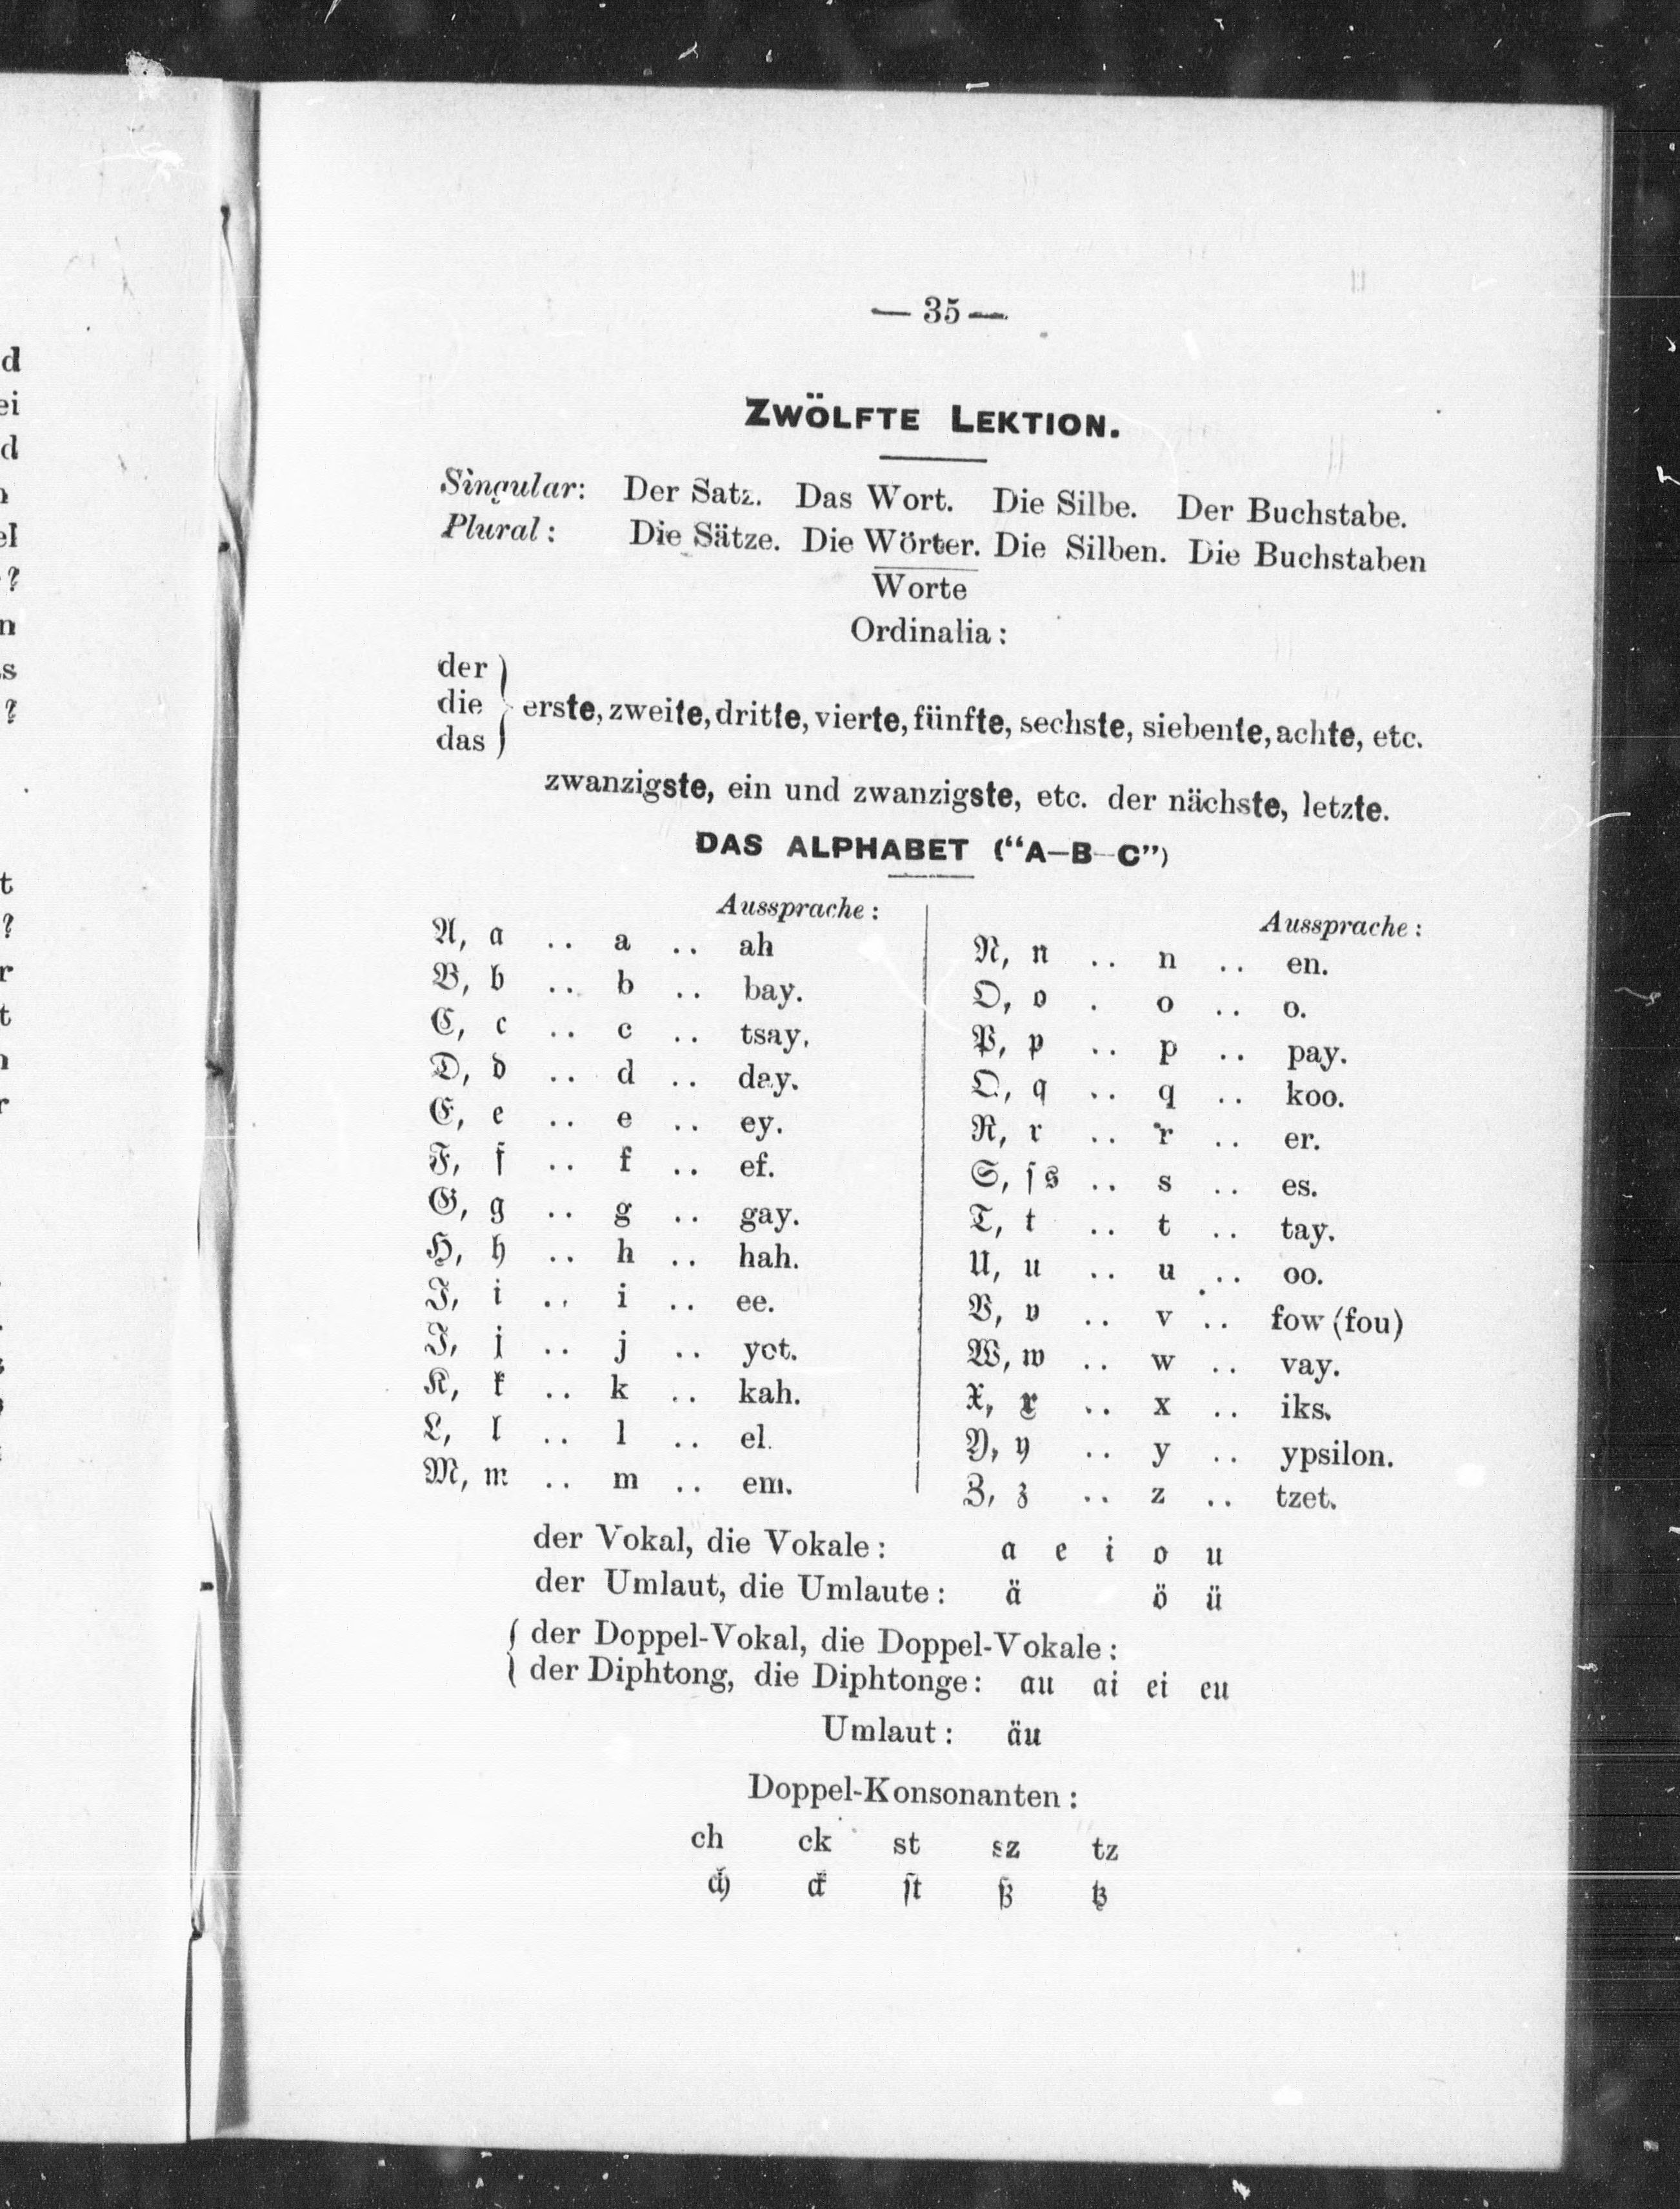 — 35 —
ZWÖLFTE LEKTION.
Singular: Der Satz. Das Wort. Die Silbe. Der Buchstabe.
Plural: Die Sätze. Die Wörter. Die Silben. Die Buchstaben
Worte
Ordinalia:
der
die } erste, zweite, dritte, vierte, fünfte, sechste, siebente, achte, etc.
das
zwanzigste, ein und zwanzigste, etc. der nächste, letzte.
DAS ALPHABET (“A–B–C”)
Aussprache:
A, a .. a .. ah
B, b .. b .. bay.
C, c .. c .. tsay.
D, d .. d .. day.
E, e .. e .. ey.
F, f .. f .. ef.
G, g .. g .. gay.
H, h .. h .. hah.
I, i .. i .. ee.
J, j .. j .. yot.
K, k .. k .. kah.
L, l .. l .. el.
M, m .. m .. em.
Aussprache:
N, n .. n .. en.
O, o . o .. o.
P, p .. p .. pay.
Q, q .. q .. koo.
R, r .. r .. er.
S, ſ s .. s .. es.
T, t .. t .. tay.
U, u .. u .. oo.
V, v .. v .. fow (fou)
W, w .. w .. vay.
X, x .. x .. iks.
Y, y .. y .. ypsilon.
Z, z .. z .. tzet.
der Vokal, die Vokale: a e i o u
der Umlaut, die Umlaute: ä ö ü
{ der Doppel-Vokal, die Doppel-Vokale:
der Diphtong, die Diphtonge: au ai ei eu
Umlaut: äu
Doppel-Konsonanten:
ch ck st sz tz
ch ck ſt ß tz